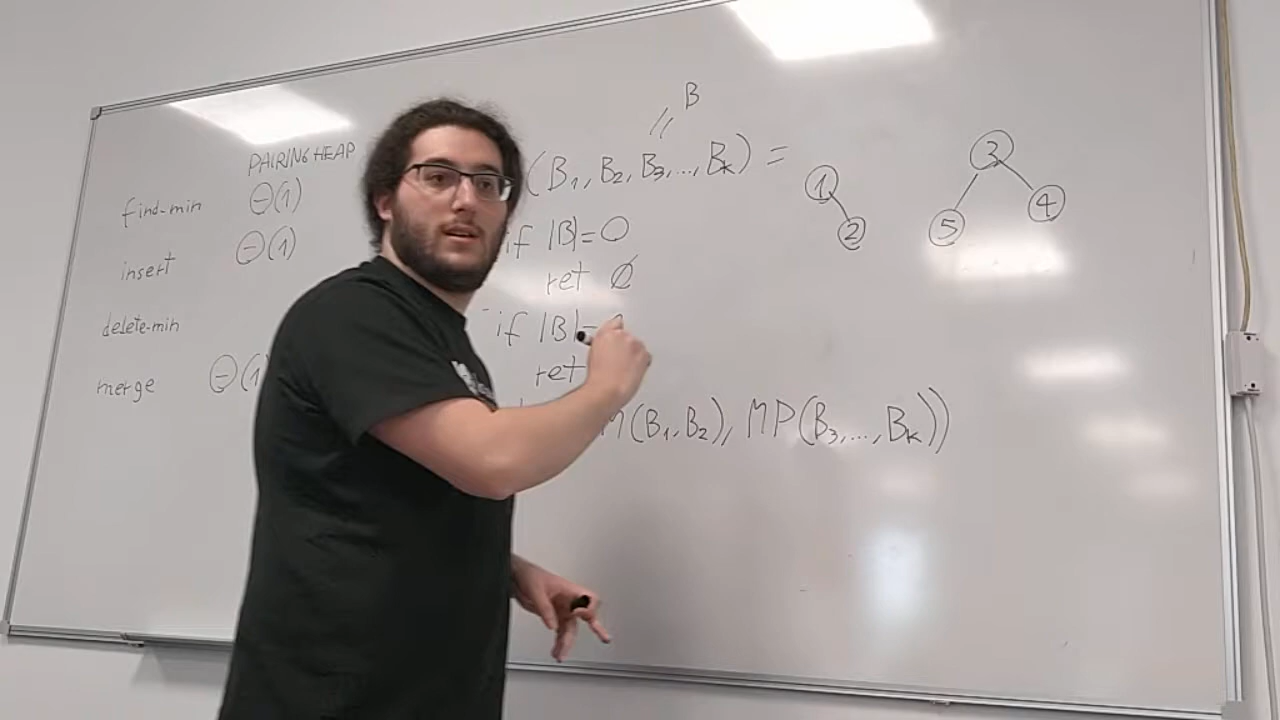 PAIRING HEAP
find-min Θ(1)
insert Θ(1)
delete-min
merge Θ(1
B
(B₁, B₂, B₃, ..., Bₖ) =
if |B|=0
ret ∅
if |B|=
ret
M(B₁, B₂), MP(B₃, ..., Bₖ))
1
2
3
5
4